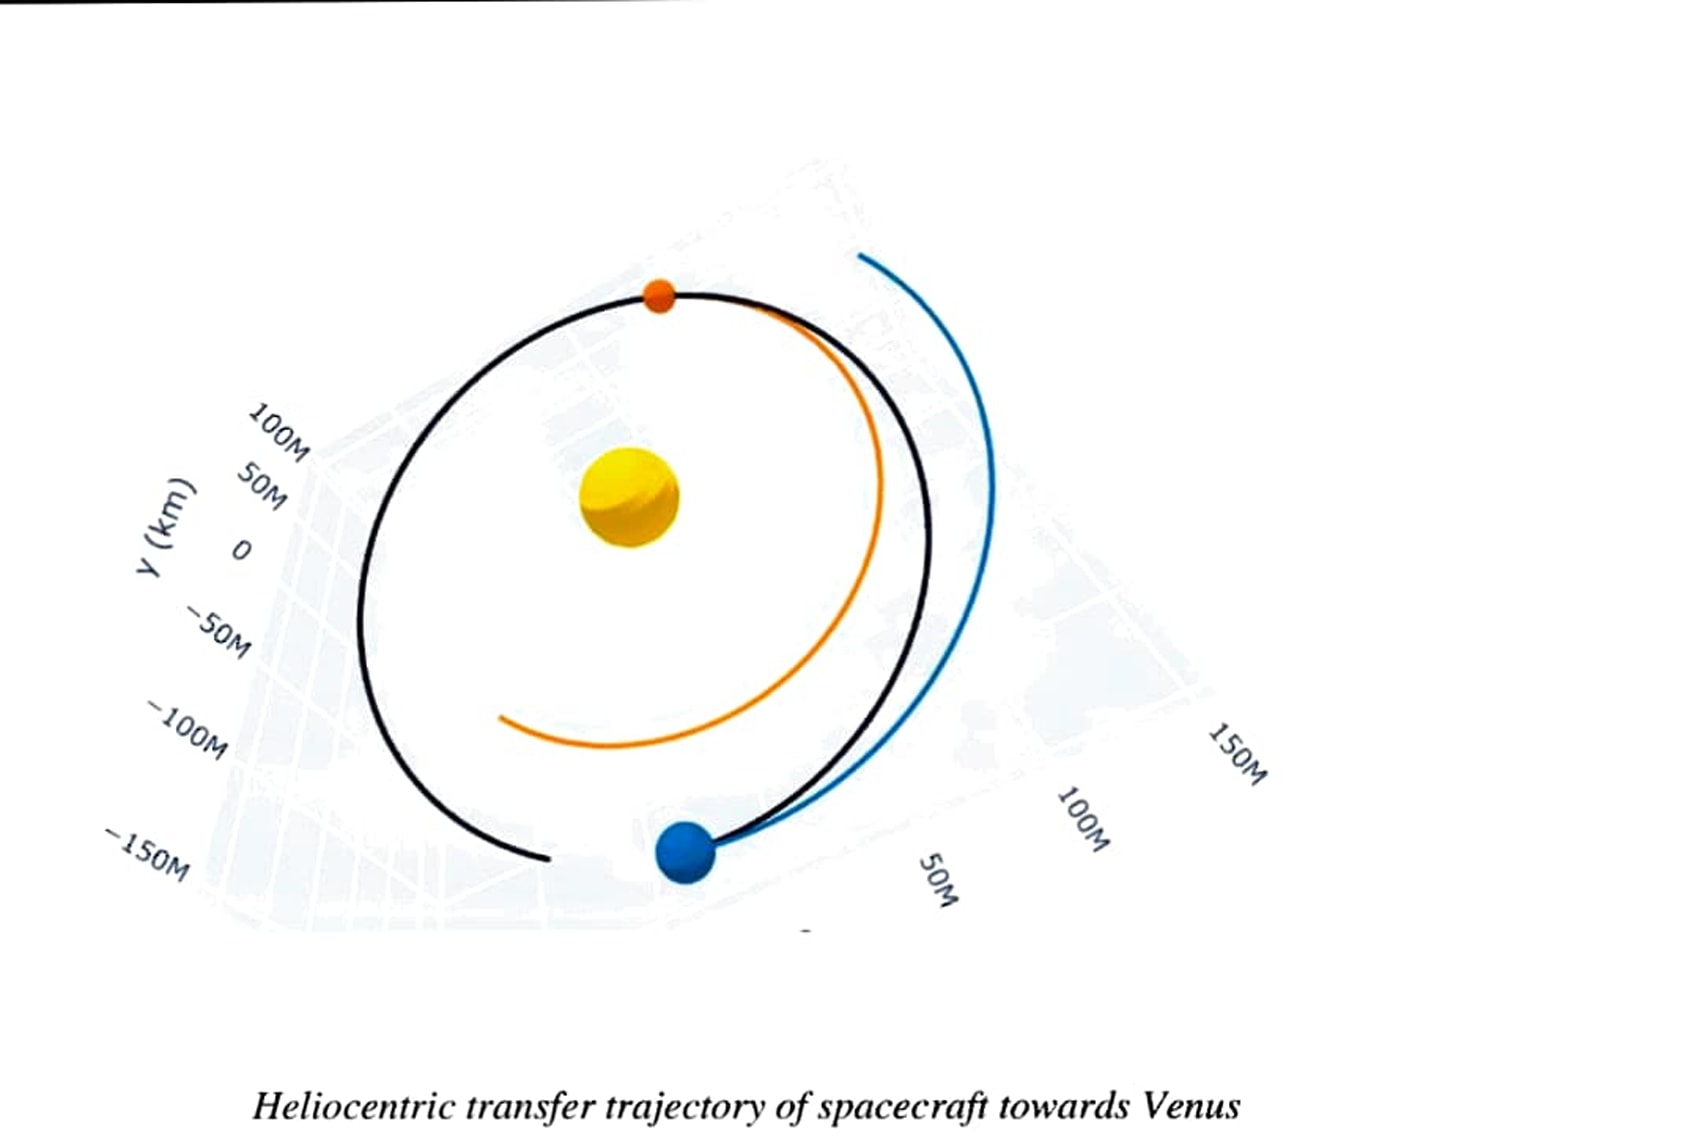 100M
50M
0
−50M
−100M
−150M
y (km)
50M
100M
150M
Heliocentric transfer trajectory of spacecraft towards Venus